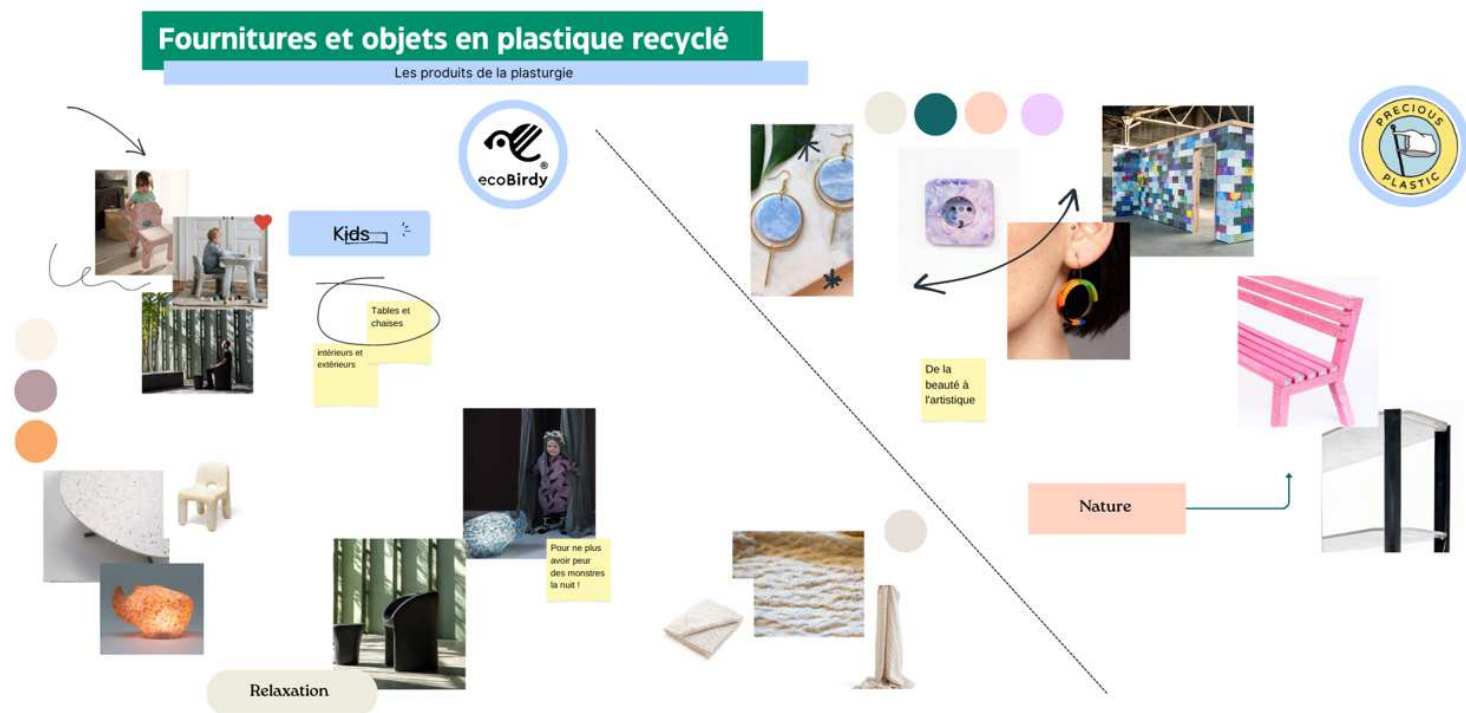 Fournitures et objets en plastique recyclé
Les produits de la plasturgie
ecoBirdy®
Kids
Tables et
chaises
intérieurs et
extérieurs
Pour ne plus
avoir peur
des monstres
la nuit !
Relaxation
PRECIOUS
PLASTIC
De la
beauté à
l'artistique
Nature